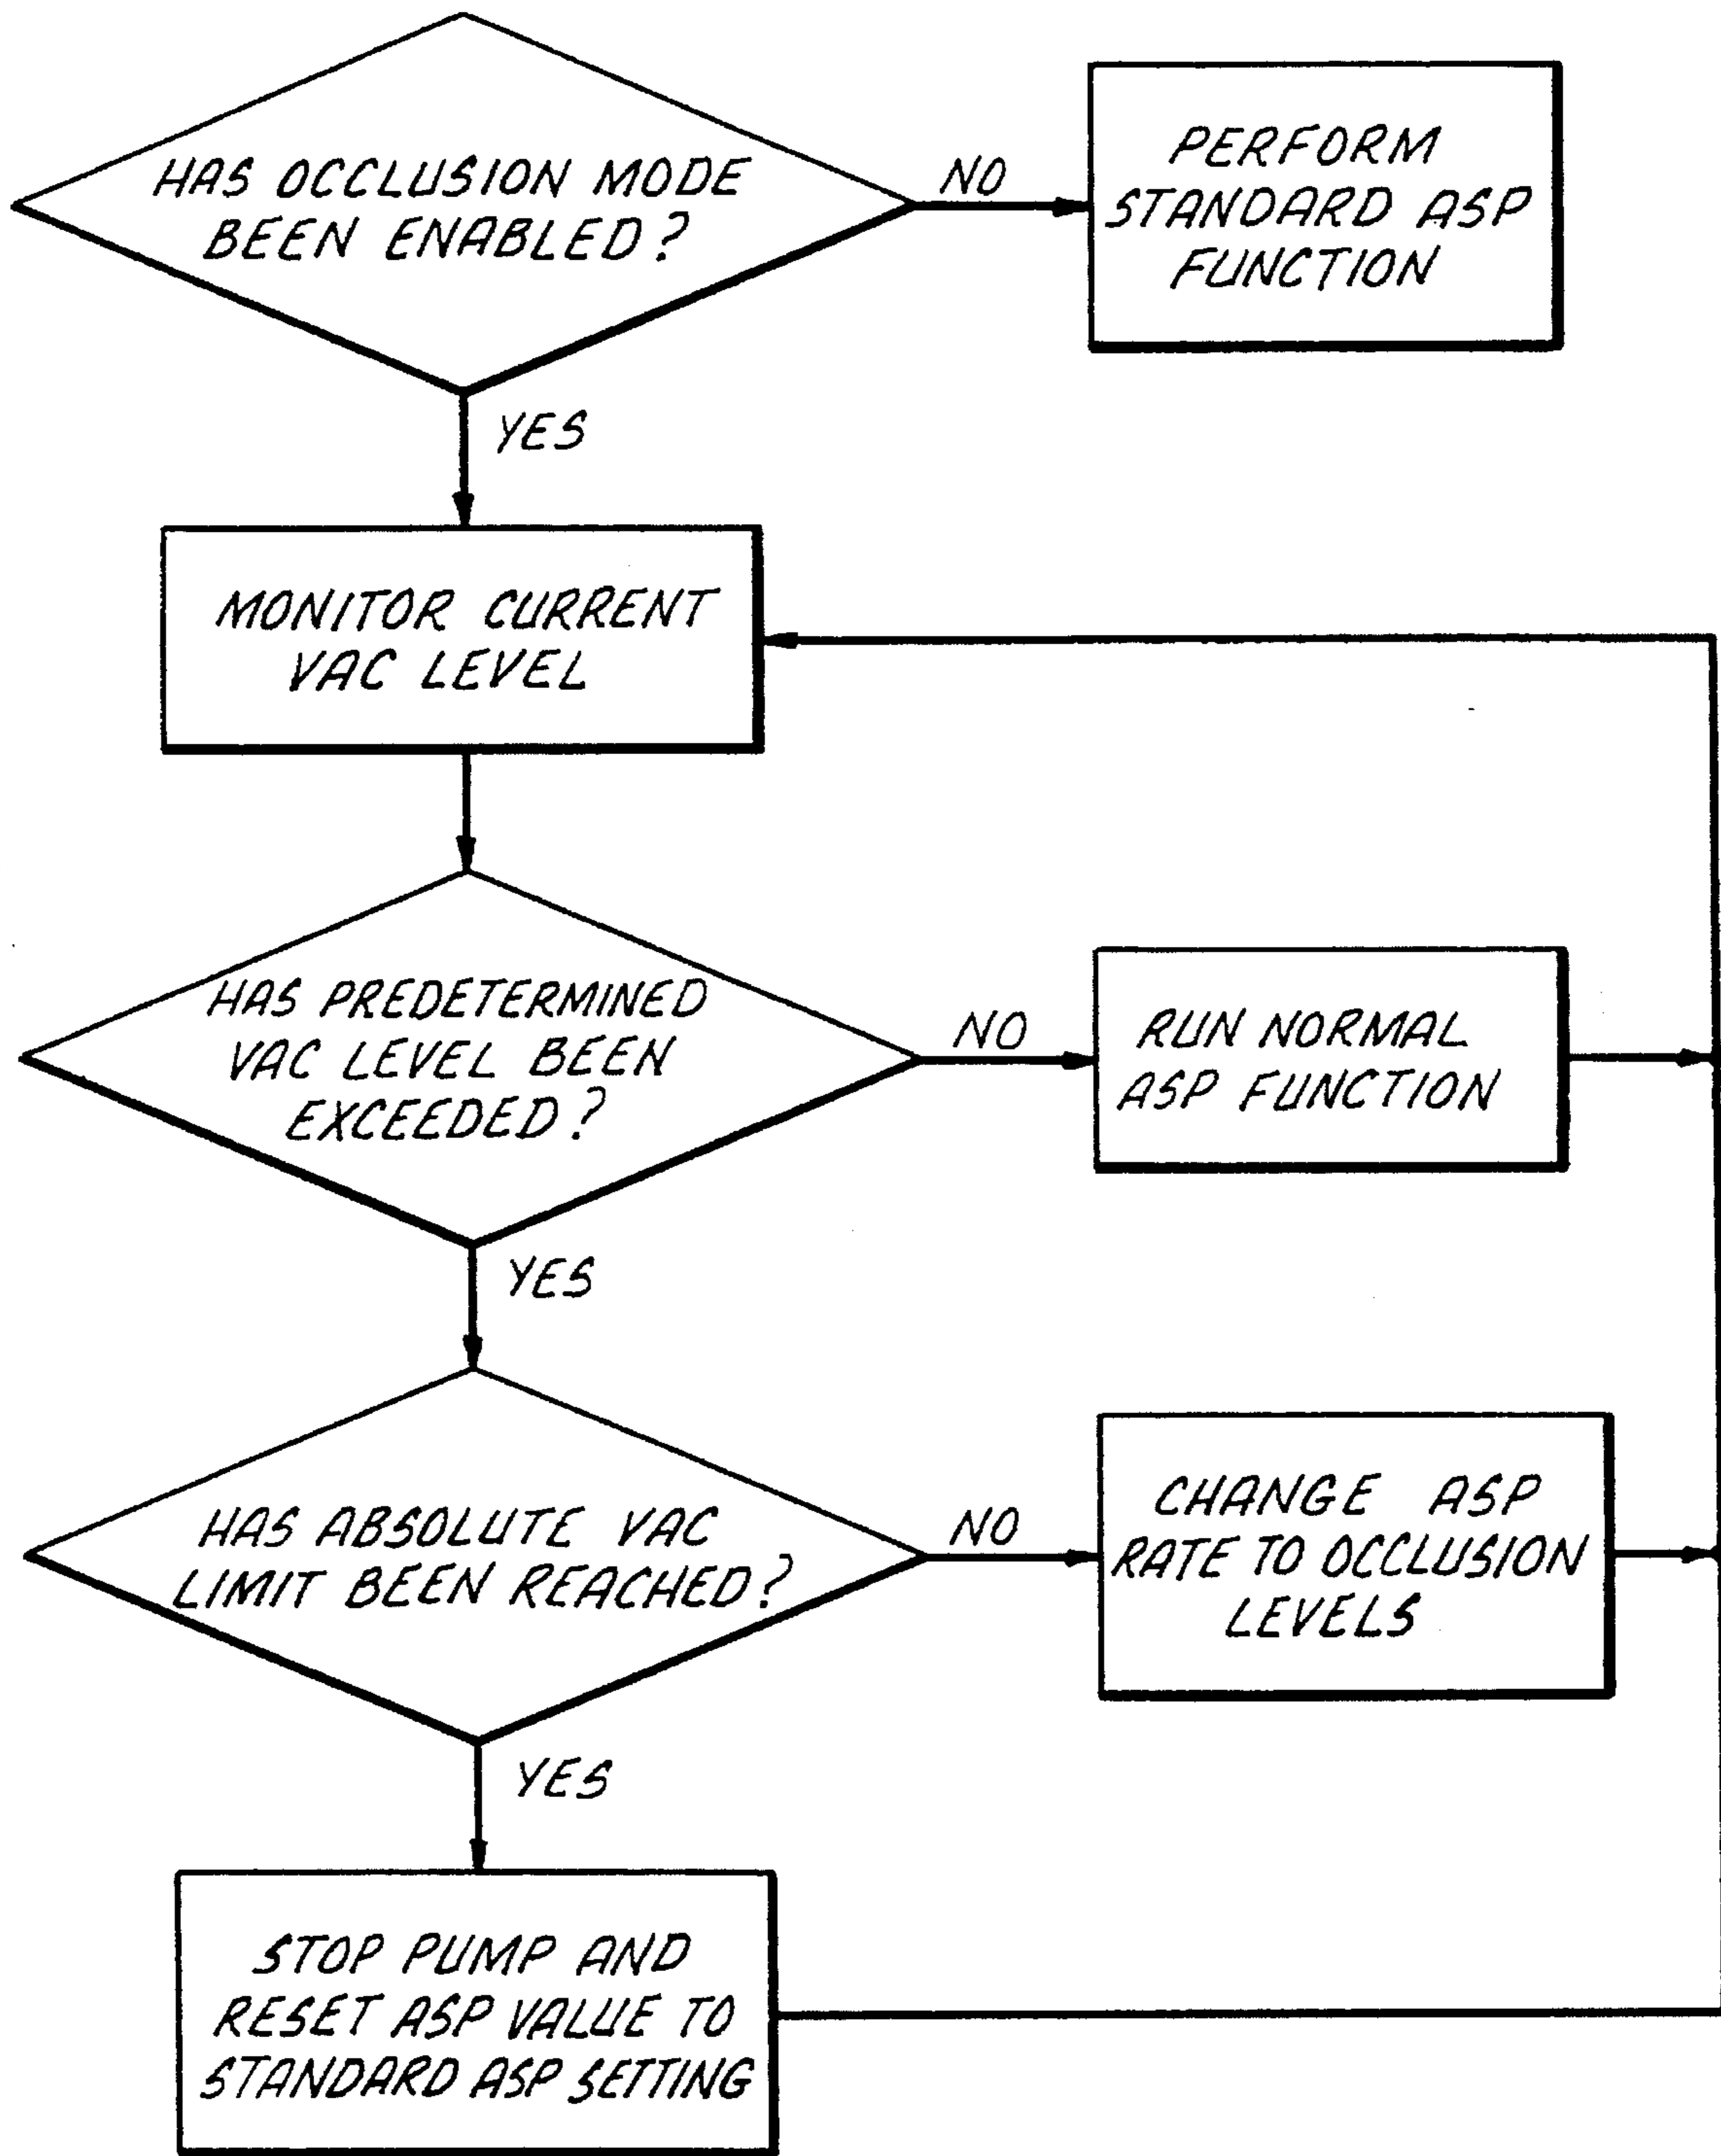 HAS OCCLUSION MODE
BEEN ENABLED?
NO
PERFORM
STANDARD ASP
FUNCTION
YES
MONITOR CURRENT
VAC LEVEL
HAS PREDETERMINED
VAC LEVEL BEEN
EXCEEDED?
NO
RUN NORMAL
ASP FUNCTION
YES
HAS ABSOLUTE VAC
LIMIT BEEN REACHED?
NO
CHANGE ASP
RATE TO OCCLUSION
LEVELS
YES
STOP PUMP AND
RESET ASP VALUE TO
STANDARD ASP SETTING